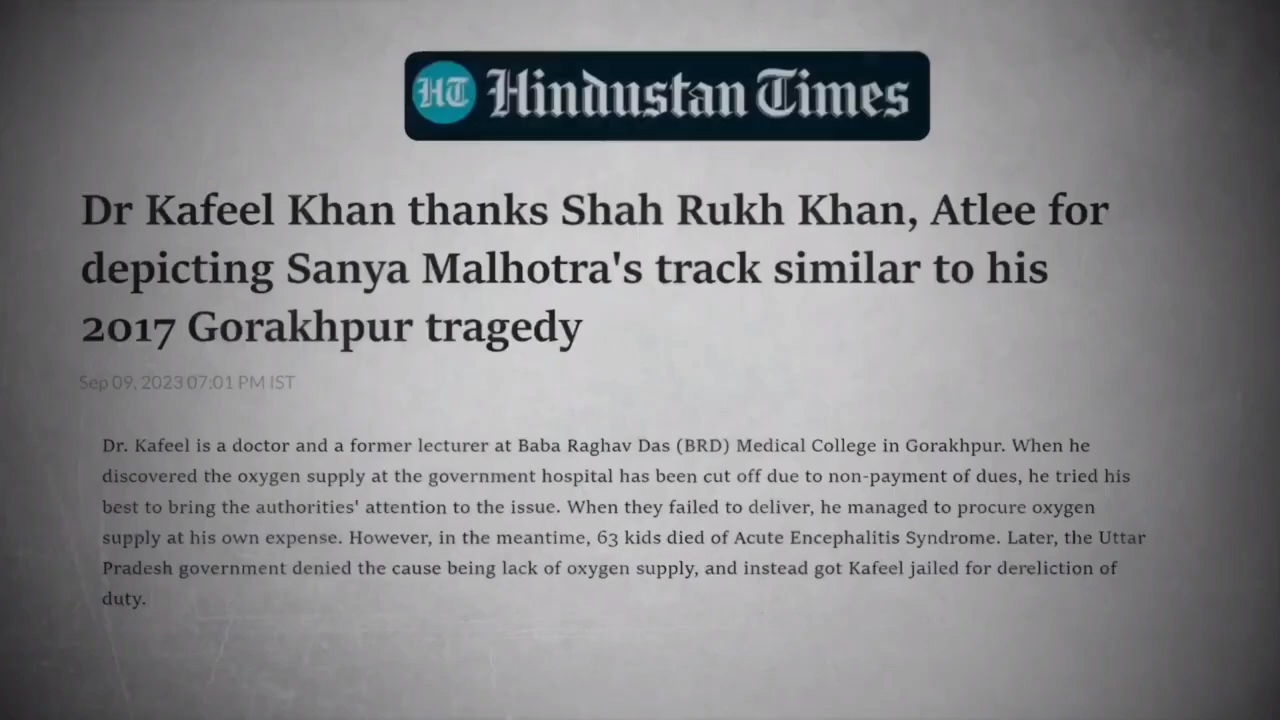 HT Hindustan Times
Dr Kafeel Khan thanks Shah Rukh Khan, Atlee for
depicting Sanya Malhotra's track similar to his
2017 Gorakhpur tragedy
Sep 09, 2023 07:01 PM IST
Dr. Kafeel is a doctor and a former lecturer at Baba Raghav Das (BRD) Medical College in Gorakhpur. When he
discovered the oxygen supply at the government hospital has been cut off due to non-payment of dues, he tried his
best to bring the authorities' attention to the issue. When they failed to deliver, he managed to procure oxygen
supply at his own expense. However, in the meantime, 63 kids died of Acute Encephalitis Syndrome. Later, the Uttar
Pradesh government denied the cause being lack of oxygen supply, and instead got Kafeel jailed for dereliction of
duty.